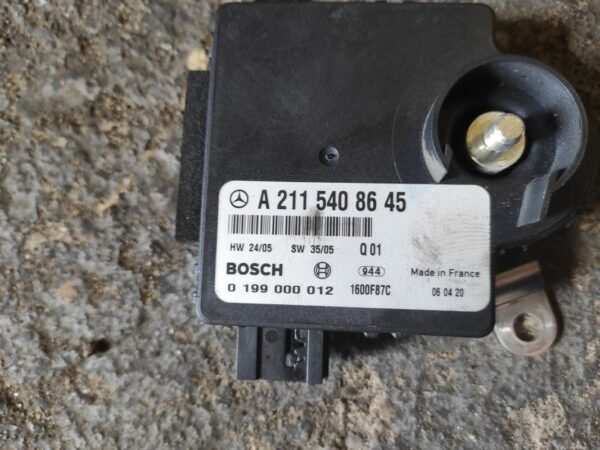 A 211 540 86 45
HW 24/05 SW 35/05 Q 01
BOSCH 944 Made in France
0 199 000 012 1600F87C 06 04 20